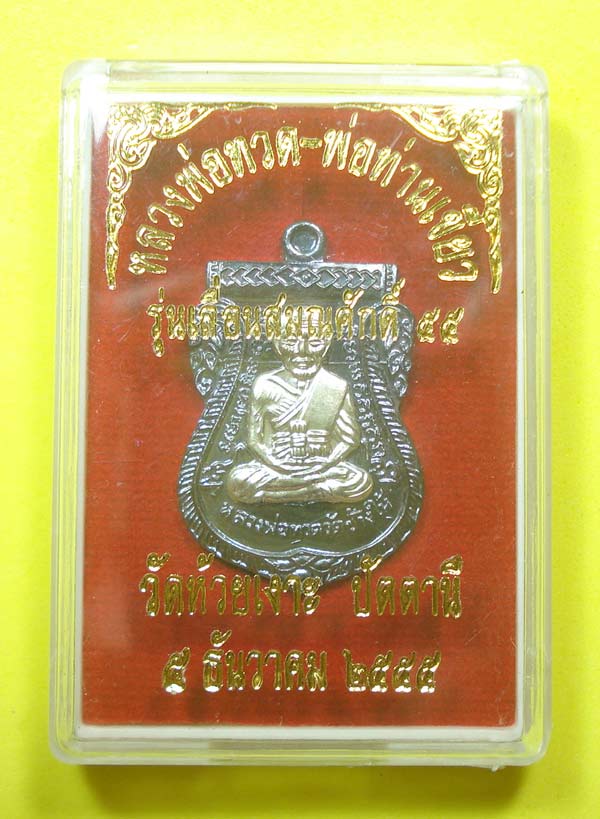 หลวงพ่อทวด-พ่อท่านเขียว
รุ่นเลื่อนสมณศักดิ์ ๕๕
หลวงพ่อทวดวัดช้างให้
วัดห้วยเงาะ ปัตตานี
๕ ธันวาคม ๒๕๕๕